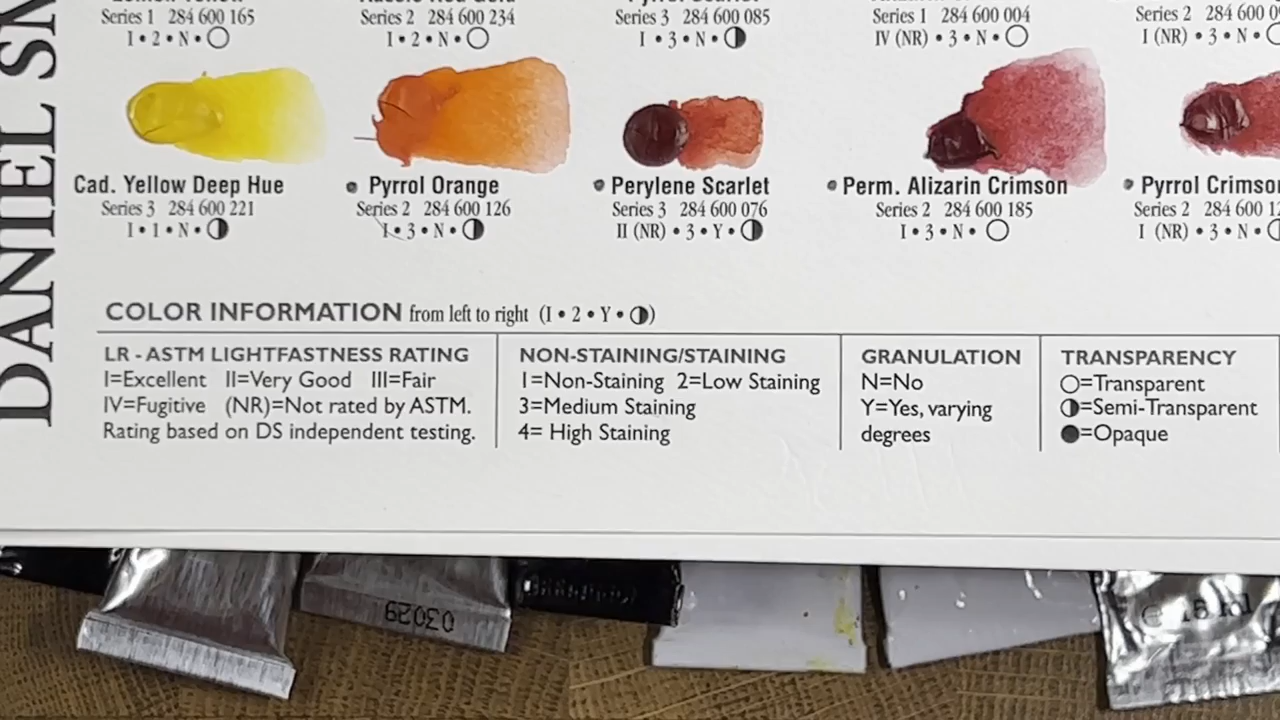 Series 1 284 600 165
I • 2 • N • ○
Series 2 284 600 234
I • 2 • N • ○
Series 3 284 600 085
I • 3 • N • ◑
Series 1 284 600 004
IV (NR) • 3 • N • ○
Series 2 284 600
I (NR) • 3 • N •
DANIEL
Cad. Yellow Deep Hue
Series 3 284 600 221
I • 1 • N • ◑
Pyrrol Orange
Series 2 284 600 126
I • 3 • N • ◑
Perylene Scarlet
Series 3 284 600 076
II (NR) • 3 • Y • ◑
Perm. Alizarin Crimson
Series 2 284 600 185
I • 3 • N • ○
Pyrrol Crimson
Series 2 284 600
I (NR) • 3 • N •
COLOR INFORMATION from left to right (I • 2 • Y • ◑)
LR - ASTM LIGHTFASTNESS RATING
I=Excellent II=Very Good III=Fair
IV=Fugitive (NR)=Not rated by ASTM.
Rating based on DS independent testing.
NON-STAINING/STAINING
1=Non-Staining 2=Low Staining
3=Medium Staining
4= High Staining
GRANULATION
N=No
Y=Yes, varying
degrees
TRANSPARENCY
○=Transparent
◑=Semi-Transparent
●=Opaque
03029
15 ml